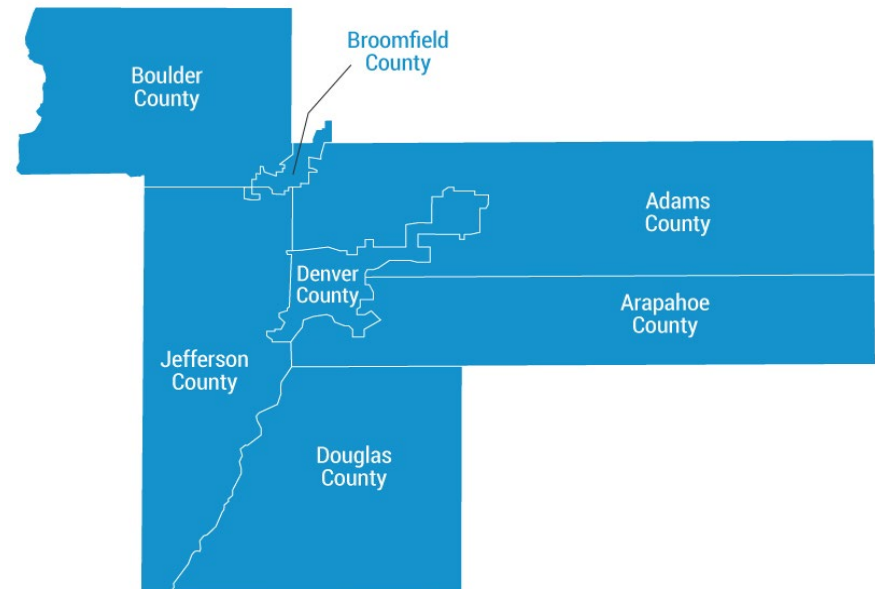 Broomfield
County
Boulder
County
Adams
County
Denver
County
Arapahoe
County
Jefferson
County
Douglas
County